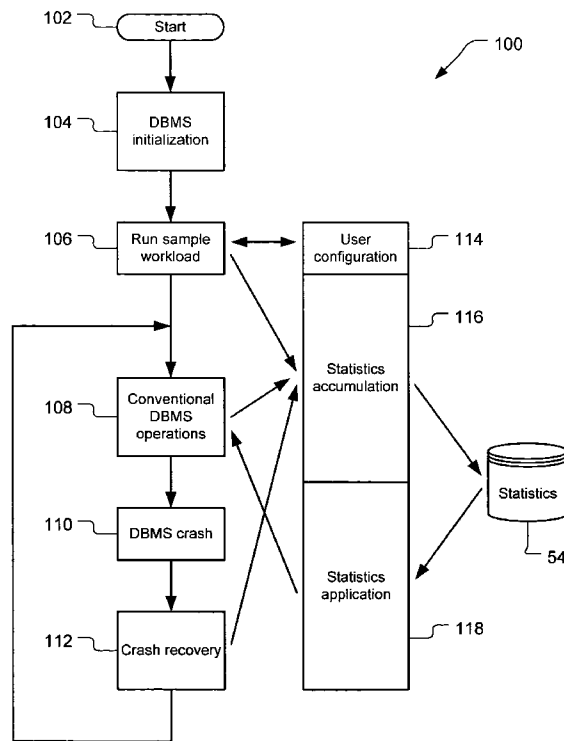 102
Start
100
104
DBMS
initialization
106
Run sample
workload
User
configuration
114
116
Statistics
accumulation
108
Conventional
DBMS
operations
Statistics
54
110
DBMS crash
Statistics
application
112
Crash recovery
118